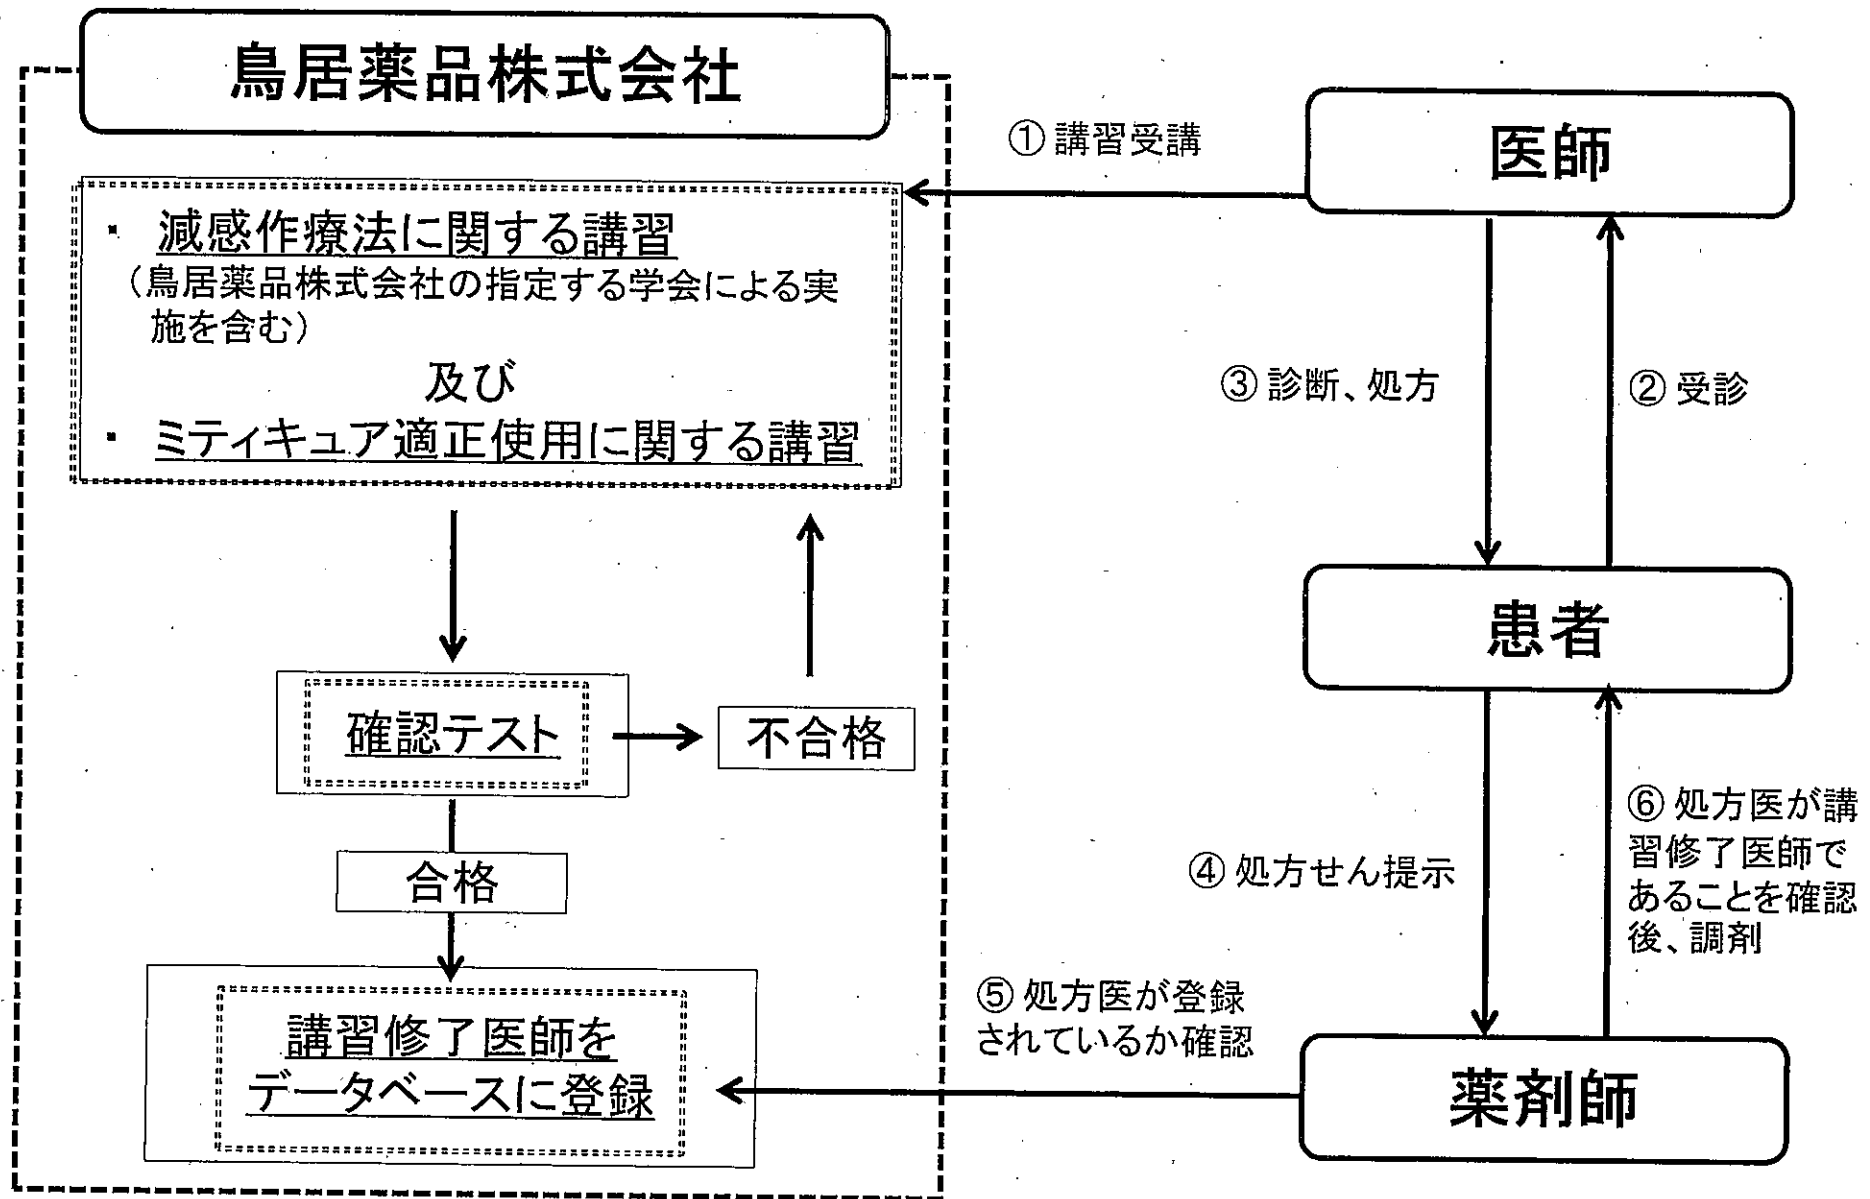 鳥居薬品株式会社
・ 減感作療法に関する講習
(鳥居薬品株式会社の指定する学会による実
施を含む)
及び
・ ミティキュア適正使用に関する講習
確認テスト
不合格
合格
講習修了医師を
データベースに登録
① 講習受講
医師
③ 診断、処方
② 受診
患者
④ 処方せん提示
⑥ 処方医が講
習修了医師で
あることを確認
後、調剤
⑤ 処方医が登録
されているか確認
薬剤師